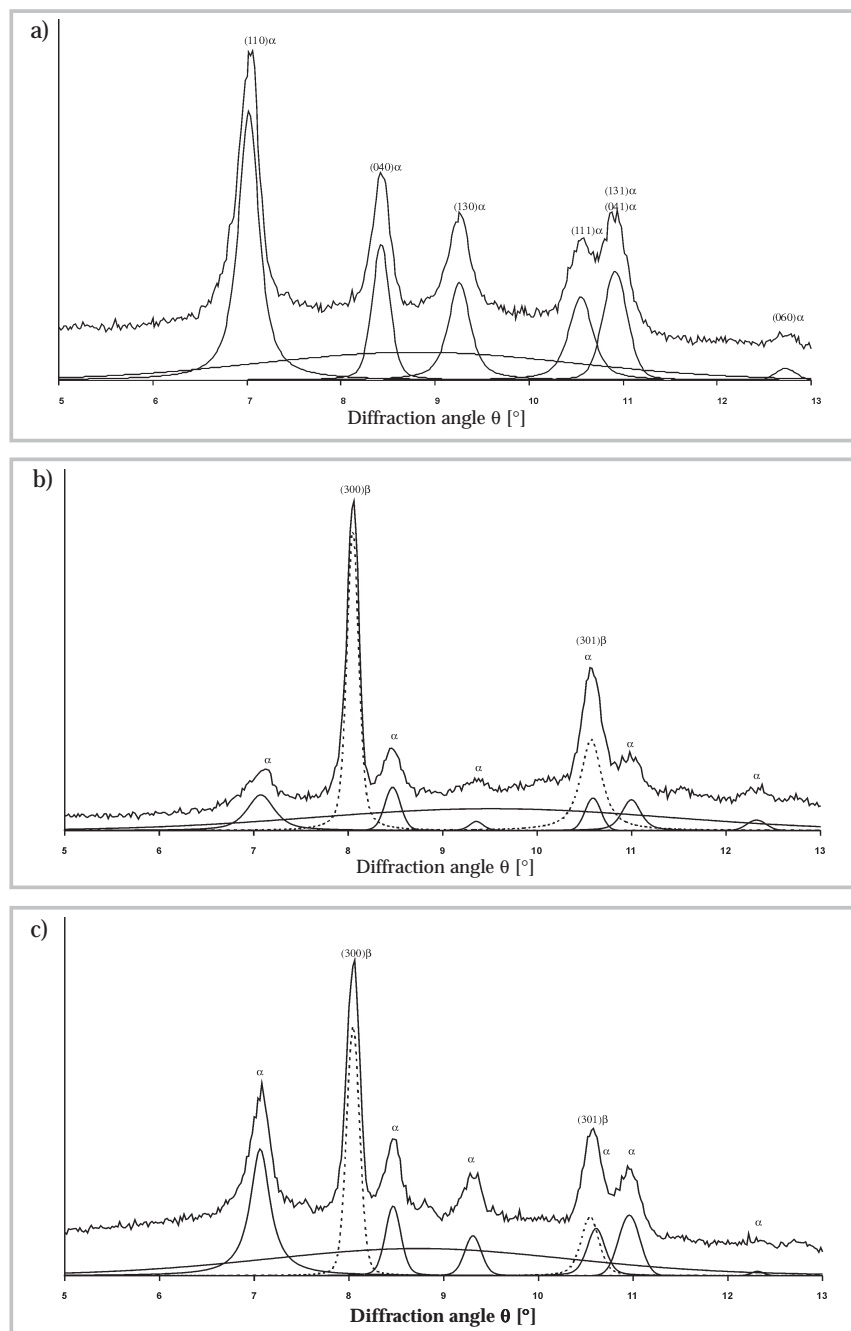 a)
(110)α
(040)α
(130)α
(131)α
(111)α (041)α
(060)α
5 6 7 8 9 10 11 12 13
Diffraction angle θ [°]
b)
(300)β
(301)β
α
α α α α α
5 6 7 8 9 10 11 12 13
Diffraction angle θ [°]
c)
(300)β
α
α
(301)β
α α α
α
5 6 7 8 9 10 11 12 13
Diffraction angle θ [°]